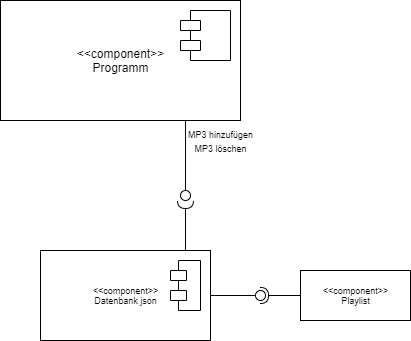 <<component>>
Programm
MP3 hinzufügen
MP3 löschen
<<component>>
Datenbank json
<<component>>
Playlist